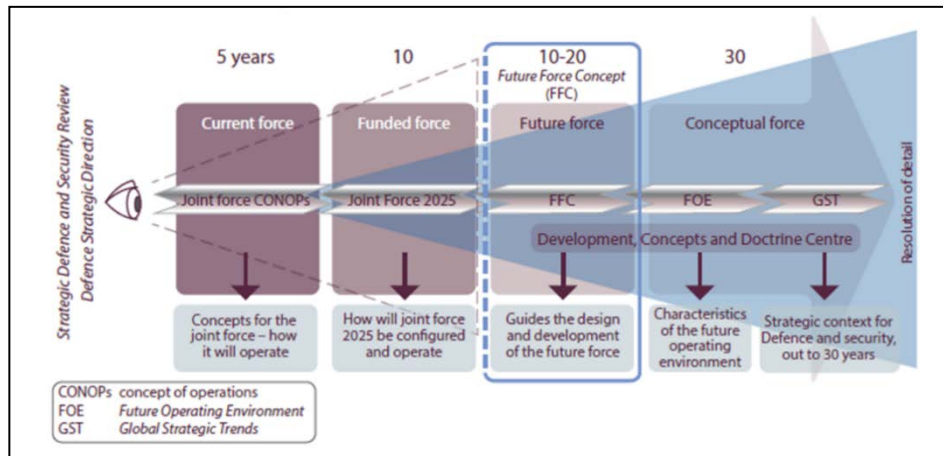 5 years
10
10-20
30
Future Force Concept
(FFC)
Strategic Defence and Security Review
Defence Strategic Direction
Current force
Funded force
Future force
Conceptual force
Joint force CONOPs
Joint Force 2025
FFC
FOE
GST
Resolution of detail
Development, Concepts and Doctrine Centre
Concepts for the
joint force – how
it will operate
How will joint force
2025 be configured
and operate
Guides the design
and development
of the future force
Characteristics
of the future
operating
environment
Strategic context for
Defence and security,
out to 30 years
CONOPs concept of operations
FOE Future Operating Environment
GST Global Strategic Trends